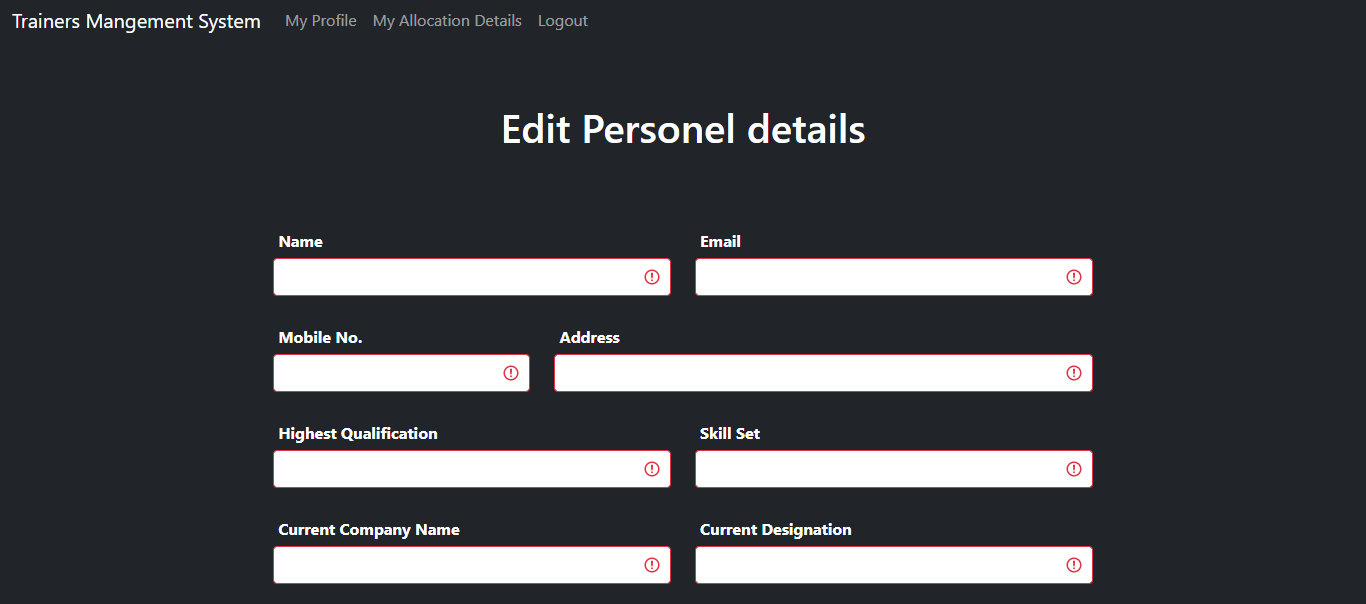 Trainers Mangement System My Profile My Allocation Details Logout
Edit Personel details
Name Email
Mobile No. Address
Highest Qualification Skill Set
Current Company Name Current Designation